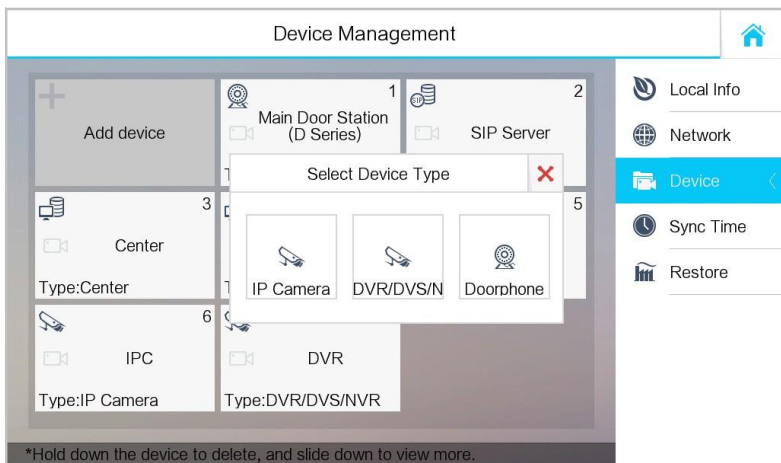 Device Management
Add device
1
Main Door Station
(D Series)
2
SIP
SIP Server
3
Center
Type:Center
5
6
IPC
Type:IP Camera
DVR
Type:DVR/DVS/NVR
Select Device Type
IP Camera
DVR/DVS/N
Doorphone
Local Info
Network
Device
Sync Time
Restore
*Hold down the device to delete, and slide down to view more.